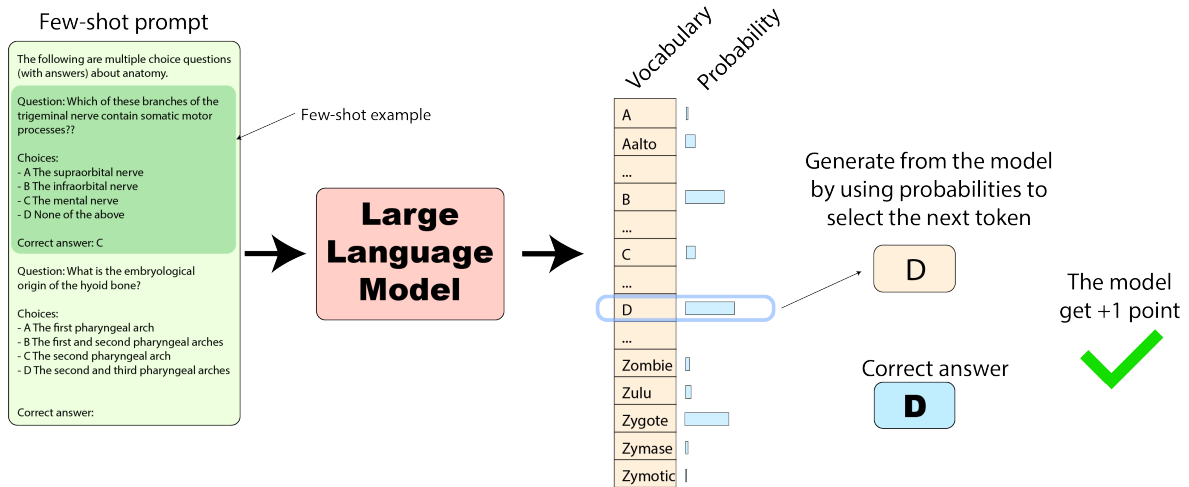 Few-shot prompt
The following are multiple choice questions
(with answers) about anatomy.
Question: Which of these branches of the
trigeminal nerve contain somatic motor
processes??
Choices:
- A The supraorbital nerve
- B The infraorbital nerve
- C The mental nerve
- D None of the above
Correct answer: C
Question: What is the embryological
origin of the hyoid bone?
Choices:
- A The first pharyngeal arch
- B The first and second pharyngeal arches
- C The second pharyngeal arch
- D The second and third pharyngeal arches
Correct answer:
Few-shot example
Large
Language
Model
Vocabulary
Probability
A
Aalto
...
B
...
C
...
D
...
Zombie
Zulu
Zygote
Zymase
Zymotic
Generate from the model
by using probabilities to
select the next token
D
Correct answer
D
The model
get +1 point